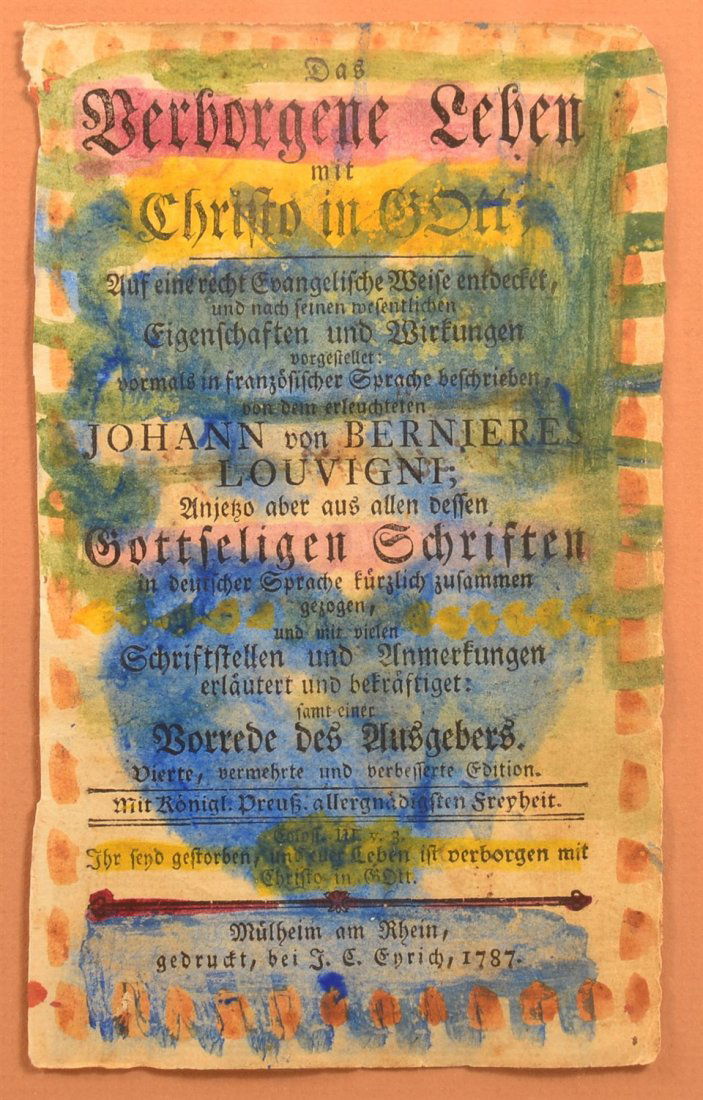 Das
Verborgene Leben
mit
Christo in GOtt;
Auf eine recht Evangelische Weise entdecket,
und nach seinen wesentlichen
Eigenschaften und Wirkungen
vorgestellet:
vormals in französischer Sprache beschrieben,
von dem erleuchteten
JOHANN von BERNIERES
LOUVIGNI;
Anjetzo aber aus allen dessen
Gottseligen Schriften
in deutscher Sprache kürzlich zusammen
gezogen,
und mit vielen
Schriftstellen und Anmerkungen
erläutert und bekräftiget:
samt einer
Vorrede des Ausgebers.
Vierte, vermehrte und verbesserte Edition.
Mit Königl. Preuß. allergnädigsten Freyheit.
Coloss. III. v. 3.
Ihr seyd gestorben, und euer Leben ist verborgen mit
Christo in GOtt.
Mülheim am Rhein,
gedruckt, bei J. C. Eyrich, 1787.